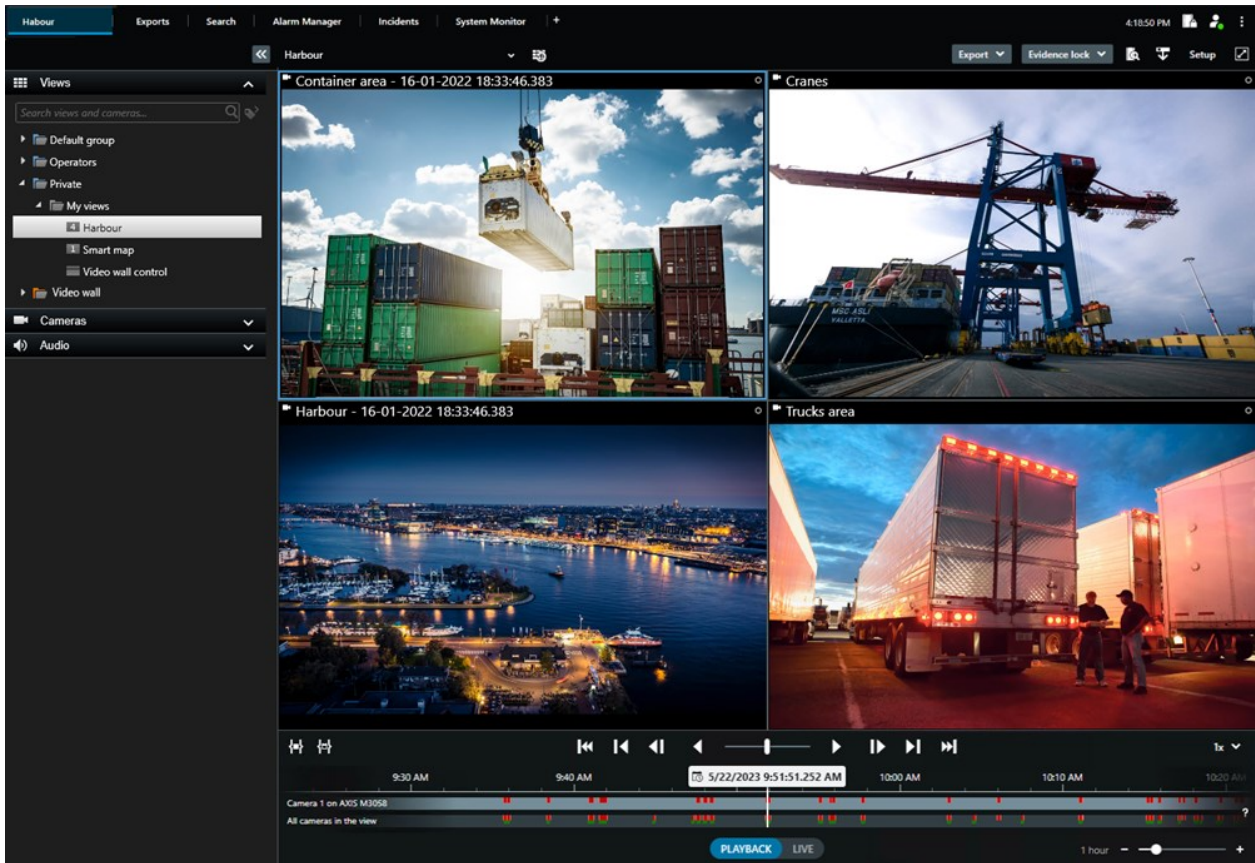 Habour Exports Search Alarm Manager Incidents System Monitor + 4:18:50 PM
Harbour Export Evidence lock Setup
Views
Search views and cameras...
Default group
Operators
Private
My views
4 Harbour
1 Smart map
Video wall control
Video wall
Cameras
Audio
Container area - 16-01-2022 18:33:46.383
Cranes
MSC ASLI
VALLETTA
Harbour - 16-01-2022 18:33:46.383
Trucks area
1x
9:30 AM 9:40 AM 5/22/2023 9:51:51.252 AM 10:00 AM 10:10 AM 10:20 AM
Camera 1 on AXIS M3058
All cameras in the view
?
PLAYBACK LIVE
1 hour - +